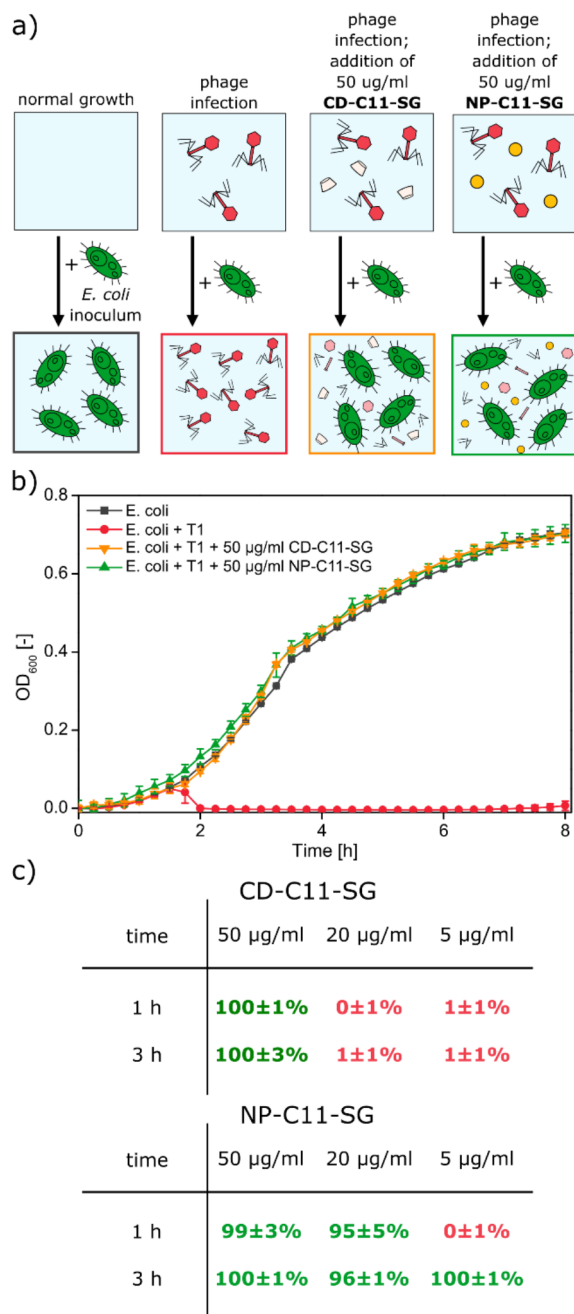 a)
normal growth
phage
infection
phage
infection;
addition of
50 ug/ml
CD-C11-SG
phage
infection;
addition of
50 ug/ml
NP-C11-SG
+
E. coli
inoculum
+
+
+
b)
E. coli
E. coli + T1
E. coli + T1 + 50 µg/ml CD-C11-SG
E. coli + T1 + 50 µg/ml NP-C11-SG
OD600 [-]
0.8
0.6
0.4
0.2
0.0
0 2 4 6 8
Time [h]
c)
CD-C11-SG
time 50 µg/ml 20 µg/ml 5 µg/ml
1 h 100±1% 0±1% 1±1%
3 h 100±3% 1±1% 1±1%
NP-C11-SG
time 50 µg/ml 20 µg/ml 5 µg/ml
1 h 99±3% 95±5% 0±1%
3 h 100±1% 96±1% 100±1%